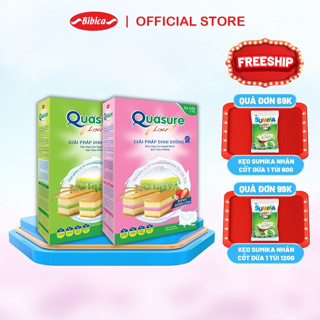 Bibica | OFFICIAL STORE
FREESHIP
QUÀ ĐƠN 69K
SUMIKA
KẸO SUMIKA NHÂN
CỐT DỪA 1 TÚI 60G
QUÀ ĐƠN 99K
SUMIKA
KẸO SUMIKA NHÂN
CỐT DỪA 1 TÚI 120G
Quasure
Light
Quasure
Light
GIẢI PHÁP DINH DƯỠNG
GIẢI PHÁP DINH DƯỠNG